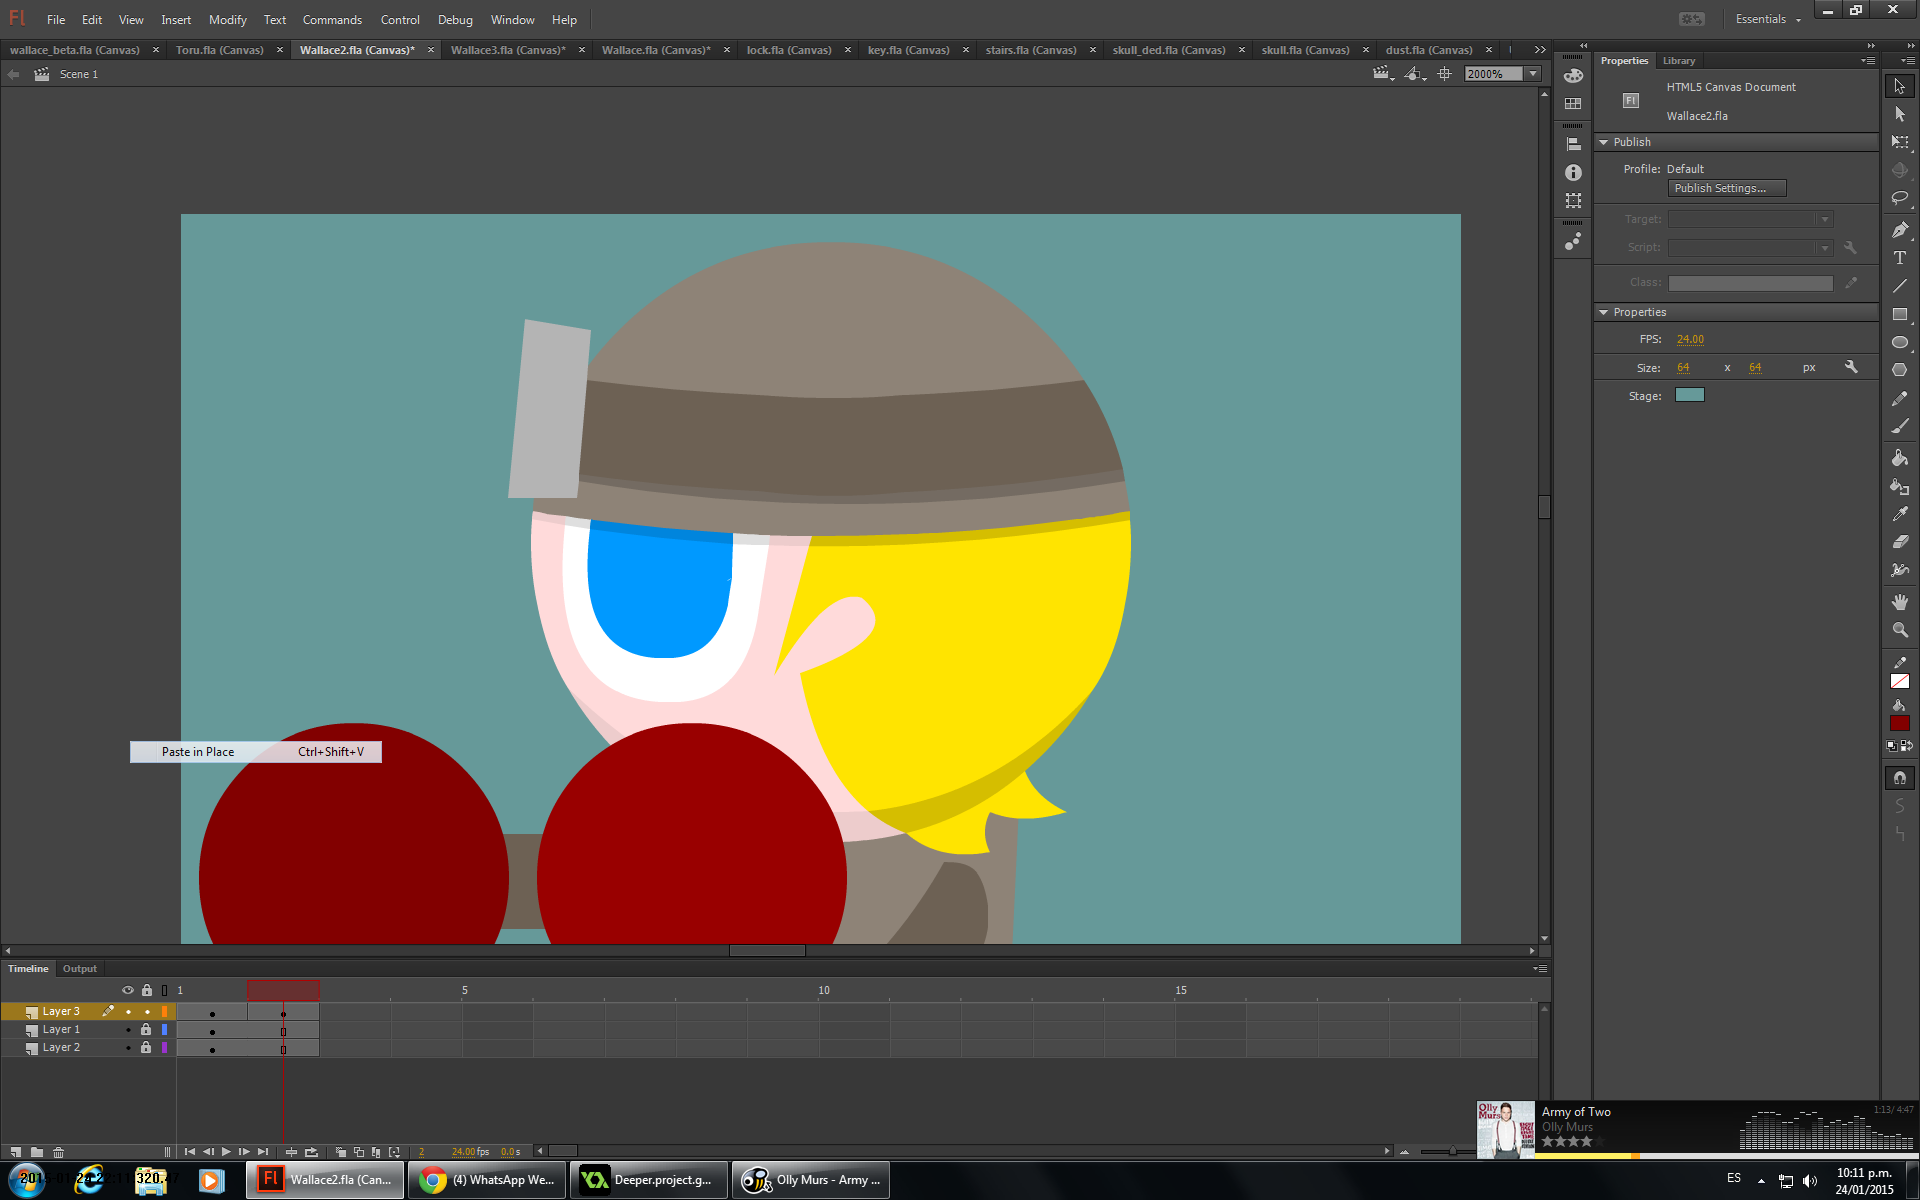 Fl File Edit View Insert Modify Text Commands Control Debug Window Help Essentials
wallace_beta.fla (Canvas) × Toru.fla (Canvas) × Wallace2.fla (Canvas)* × Wallace3.fla (Canvas)* × Wallace.fla (Canvas)* × lock.fla (Canvas) × key.fla (Canvas) × stairs.fla (Canvas) × skull_ded.fla (Canvas) × skull.fla (Canvas) × dust.fla (Canvas) ×
Scene 1 2000%
Properties Library
HTML5 Canvas Document
Fl
Wallace2.fla
Publish
Profile: Default
Publish Settings...
Target:
Script:
Class:
Properties
FPS: 24.00
Size: 64 x 64 px
Stage:
Paste in Place Ctrl+Shift+V
Timeline Output
1 5 10 15
Layer 3
Layer 1
Layer 2
2 24.00 fps 0.0 s
Olly Murs
Army of Two 1:13/ 4:47
Olly Murs
Wallace2.fla (Can...
(4) WhatsApp We...
Deeper.project.g...
Olly Murs - Army ...
ES
10:11 p.m.
24/01/2015